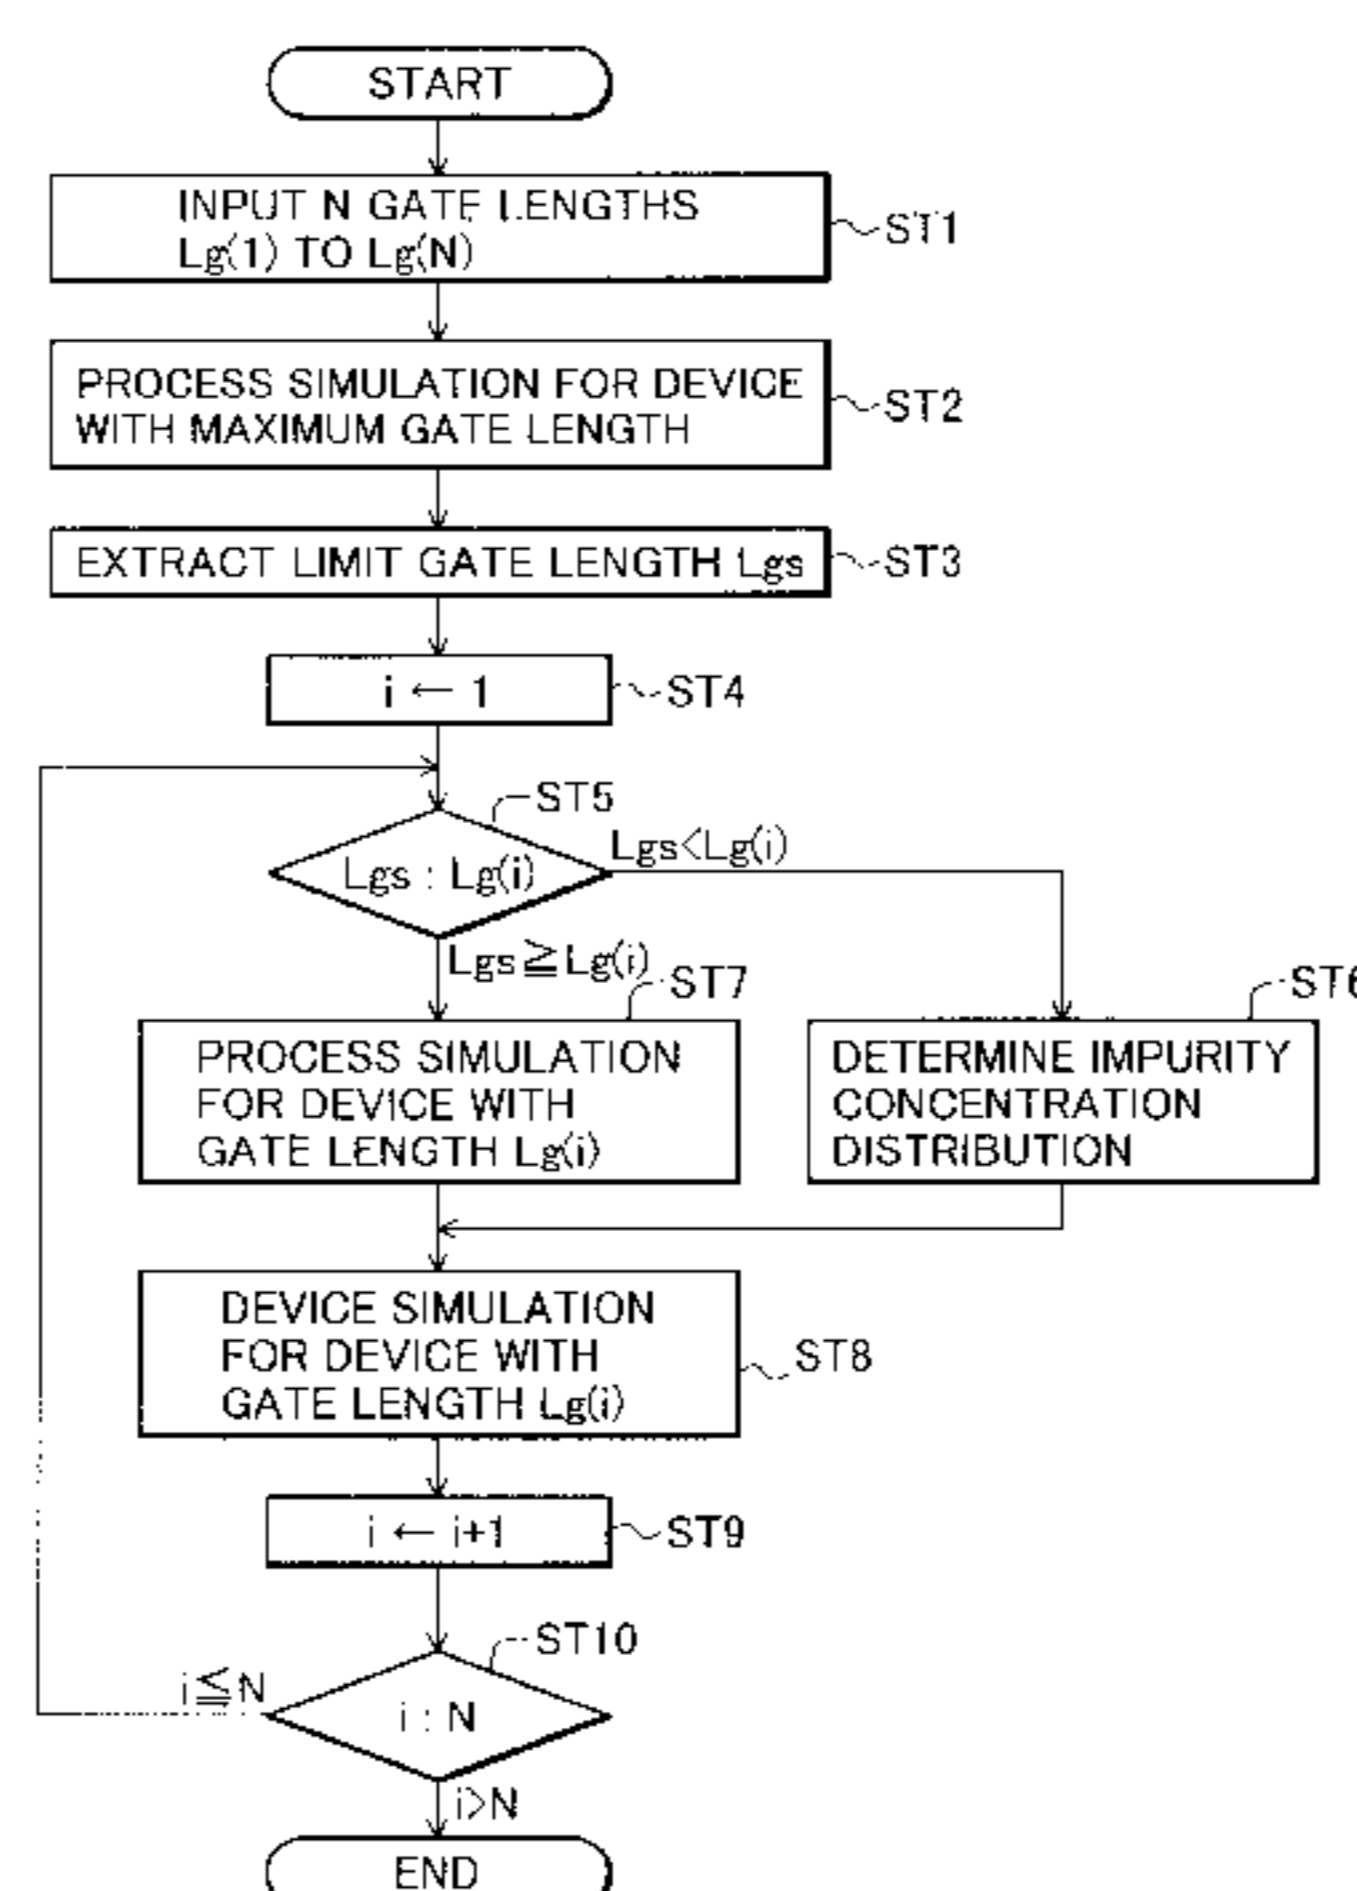 START
INPUT N GATE LENGTHS
Lg(1) TO Lg(N)
ST1
PROCESS SIMULATION FOR DEVICE
WITH MAXIMUM GATE LENGTH
ST2
EXTRACT LIMIT GATE LENGTH Lgs
ST3
i ← 1
ST4
ST5
Lgs : Lg(i)
Lgs<Lg(i)
Lgs≧Lg(i)
ST7
PROCESS SIMULATION
FOR DEVICE WITH
GATE LENGTH Lg(i)
ST6
DETERMINE IMPURITY
CONCENTRATION
DISTRIBUTION
DEVICE SIMULATION
FOR DEVICE WITH
GATE LENGTH Lg(i)
ST8
i ← i+1
ST9
ST10
i : N
i≦N
i>N
END